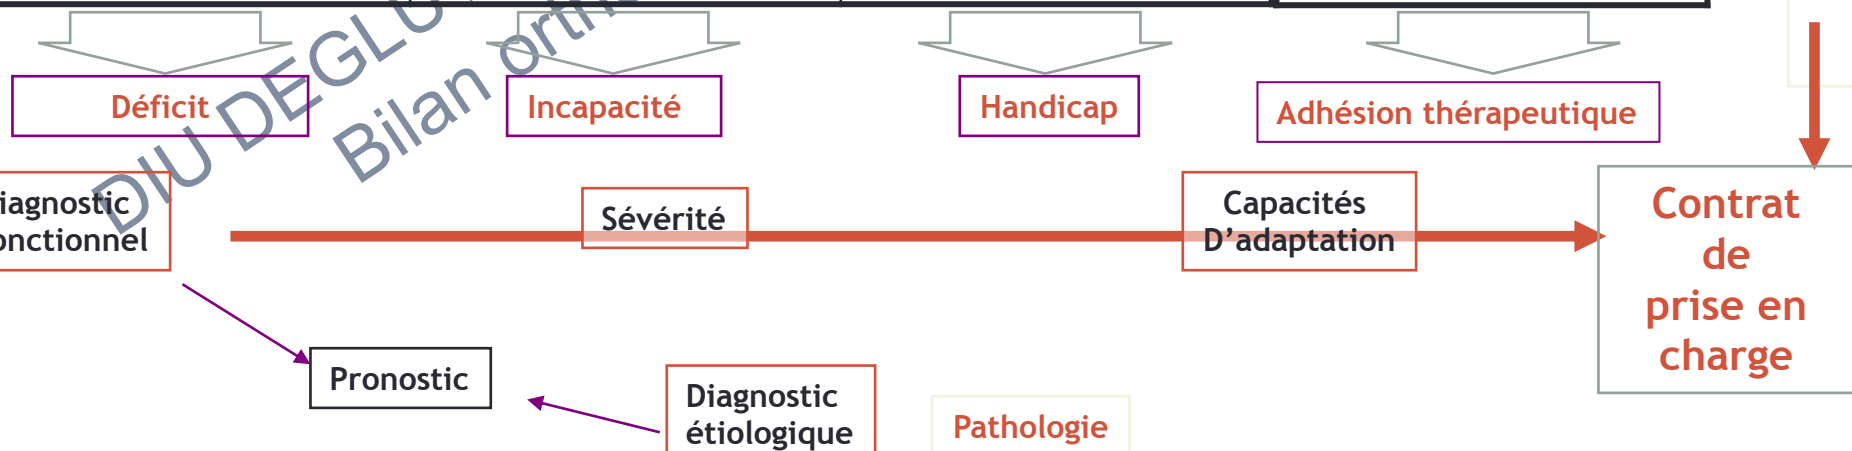 Déficit
Incapacité
Handicap
Adhésion thérapeutique
DIU DEGLU
Bilan
iagnostic
onctionnel
Sévérité
Capacités
D’adaptation
Contrat
de
prise en
charge
Pronostic
Diagnostic
étiologique
Pathologie